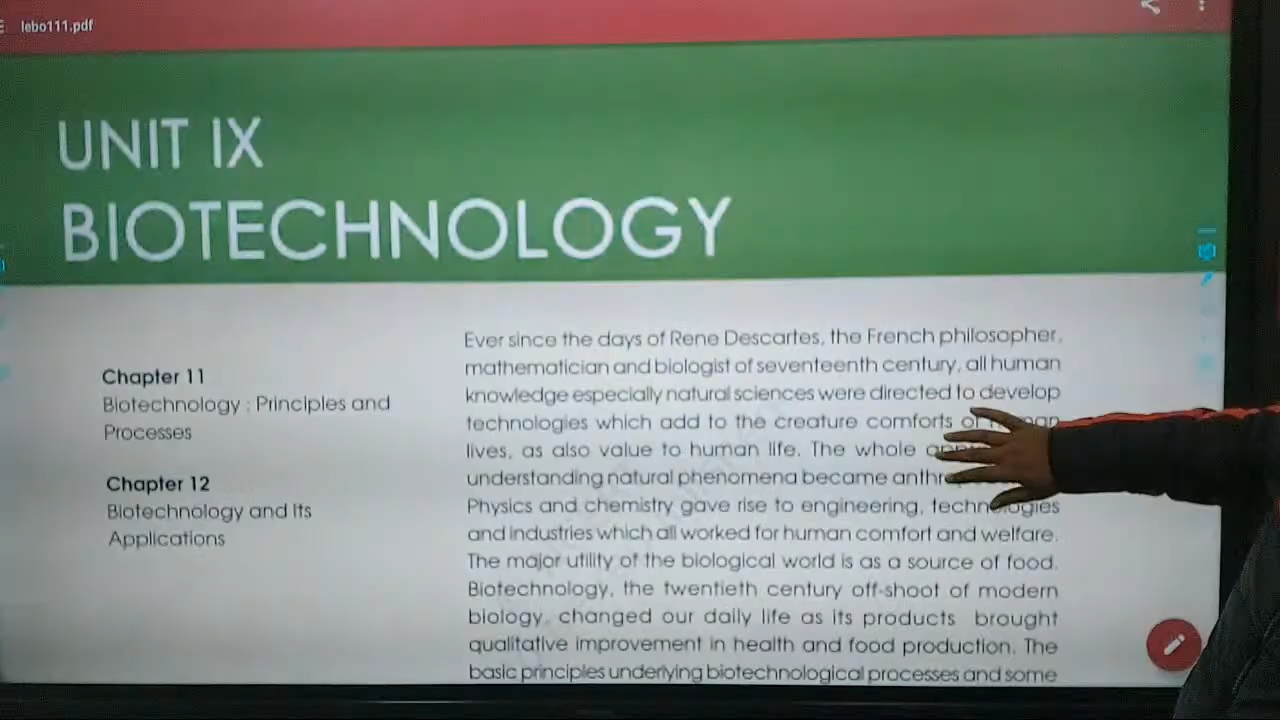 lebo111.pdf
UNIT IX
BIOTECHNOLOGY
Chapter 11
Biotechnology : Principles and
Processes
Chapter 12
Biotechnology and Its
Applications
Ever since the days of Rene Descartes, the French philosopher,
mathematician and biologist of seventeenth century, all human
knowledge especially natural sciences were directed to develop
technologies which add to the creature comforts of
lives, as also value to human life. The whole
understanding natural phenomena became
Physics and chemistry gave rise to engineering, technologies
and industries which all worked for human comfort and welfare.
The major utility of the biological world is as a source of food.
Biotechnology, the twentieth century off-shoot of modern
biology, changed our daily life as its products brought
qualitative improvement in health and food production. The
basic principles underlying biotechnological processes and some